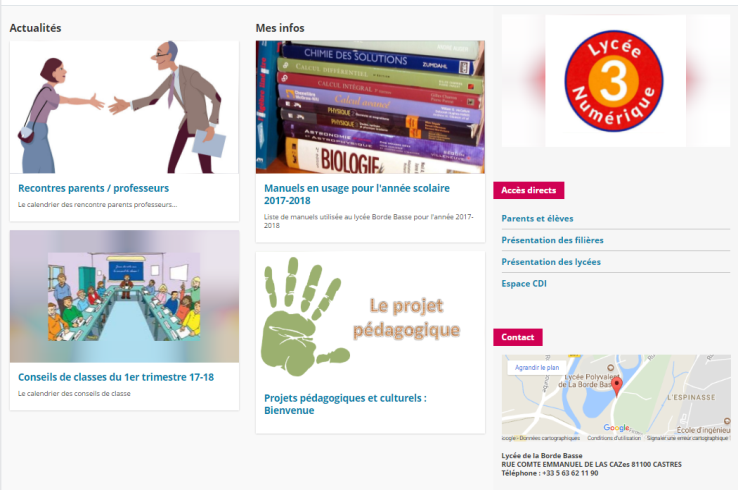 Actualités
Recontres parents / professeurs
Le calendrier des rencontre parents professeurs...
Conseils de classes du 1er trimestre 17-18
Le calendrier des conseils de classe
Mes infos
CHIMIE DES SOLUTIONS
ZUMDAHL
CALCUL DIFFÉRENTIEL
CALCUL INTÉGRAL
Calcul avancé
PHYSIQUE
PHYSIQUE
ASTRONOMIE
BIOLOGIE
Manuels en usage pour l'année scolaire
2017-2018
Liste de manuels utilisée au lycée Borde Basse pour l'année 2017-
2018
Le projet
pédagogique
Projets pédagogiques et culturels :
Bienvenue
Lycée
3
Numérique
Accès directs
Parents et élèves
Présentation des filières
Présentation des lycées
Espace CDI
Contact
Agrandir le plan
Lycée Polyvalent
de La Borde Basse
L'ESPINASSE
Google
École d'ingénieu
oogle - Données cartographiques Conditions d'utilisation Signaler une erreur cartographique
Lycée de la Borde Basse
RUE COMTE EMMANUEL DE LAS CAZes 81100 CASTRES
Téléphone : +33 5 63 62 11 90